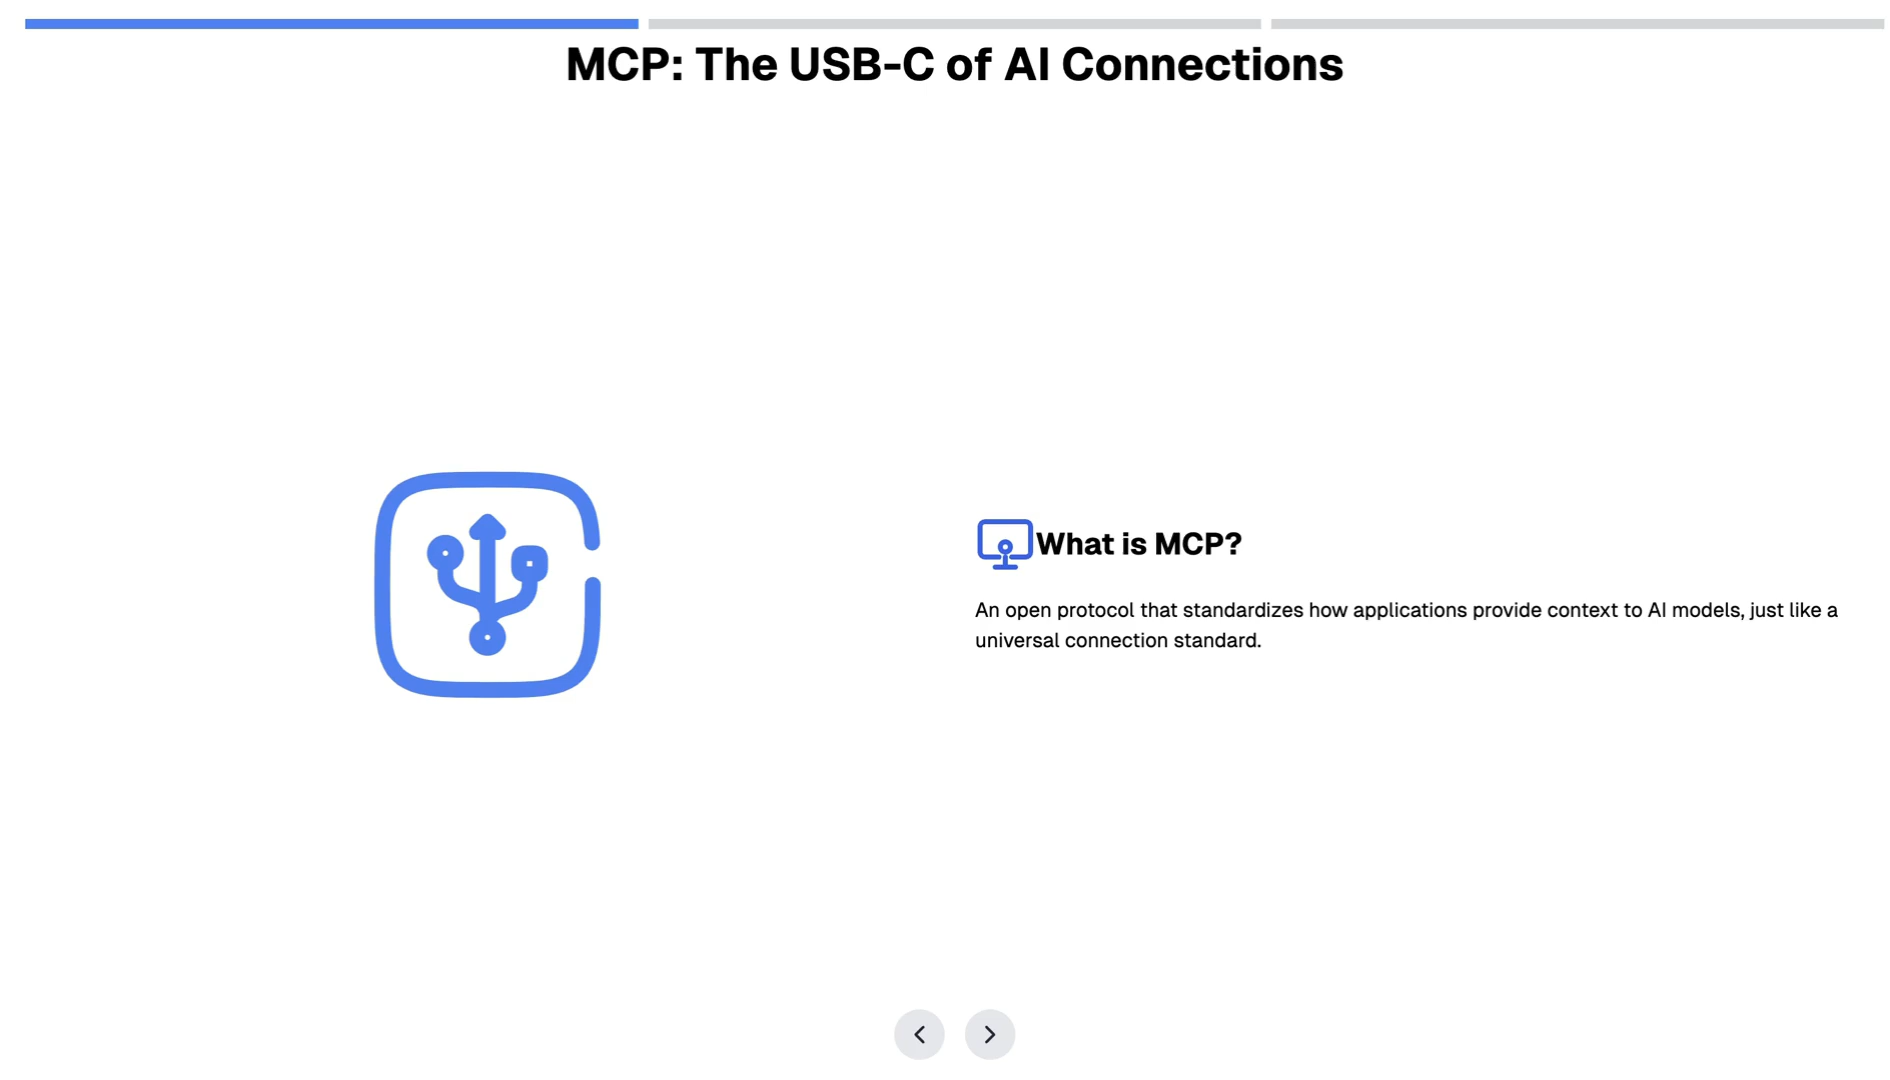 MCP: The USB-C of AI Connections
What is MCP?
An open protocol that standardizes how applications provide context to AI models, just like a
universal connection standard.